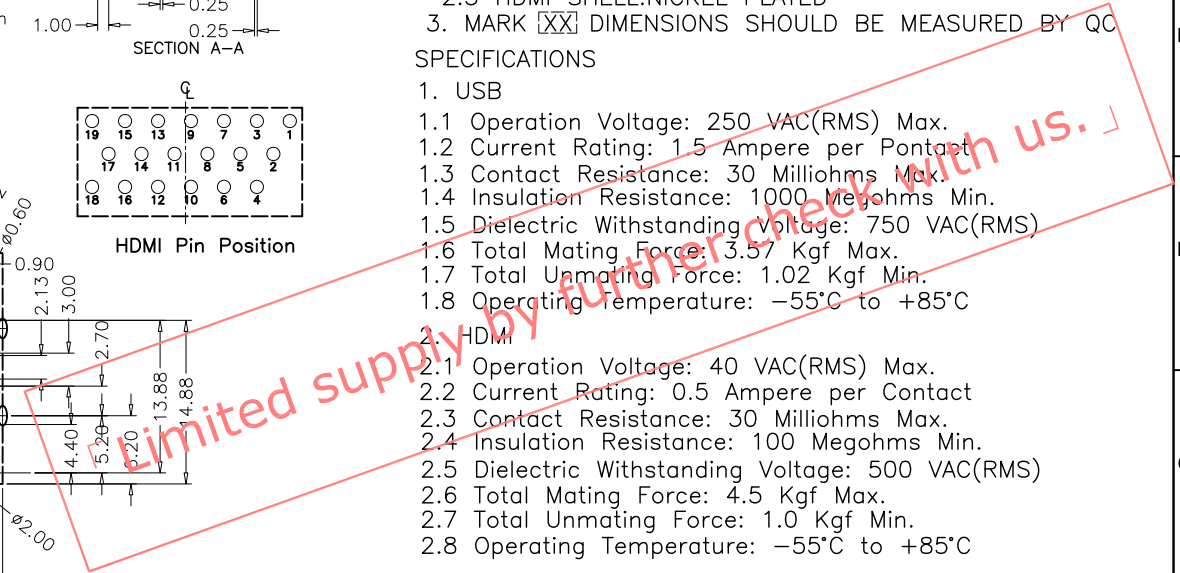 2.3 HDMI SHELL:NICKEL PLATED
3. MARK XX DIMENSIONS SHOULD BE MEASURED BY QC
0.25
1.00
0.25
SECTION A-A
SPECIFICATIONS
1. USB
1.1 Operation Voltage: 250 VAC(RMS) Max.
1.2 Current Rating: 1.5 Ampere per Pontact
1.3 Contact Resistance: 30 Milliohms Max.
1.4 Insulation Resistance: 1000 Megohms Min.
1.5 Dielectric Withstanding Voltage: 750 VAC(RMS)
1.6 Total Mating Force: 3.57 Kgf Max.
1.7 Total Unmating Force: 1.02 Kgf Min.
1.8 Operating Temperature: -55°C to +85°C
2. HDMI
2.1 Operation Voltage: 40 VAC(RMS) Max.
2.2 Current Rating: 0.5 Ampere per Contact
2.3 Contact Resistance: 30 Milliohms Max.
2.4 Insulation Resistance: 100 Megohms Min.
2.5 Dielectric Withstanding Voltage: 500 VAC(RMS)
2.6 Total Mating Force: 4.5 Kgf Max.
2.7 Total Unmating Force: 1.0 Kgf Min.
2.8 Operating Temperature: -55°C to +85°C
19 15 13 9 7 3 1
17 14 11 8 5 2
18 16 12 10 6 4
HDMI Pin Position
ø0.60
0.90
2.13
3.00
2.70
13.88
14.88
4.40
5.20
6.20
ø2.00
「Limited supply by further check with us.」